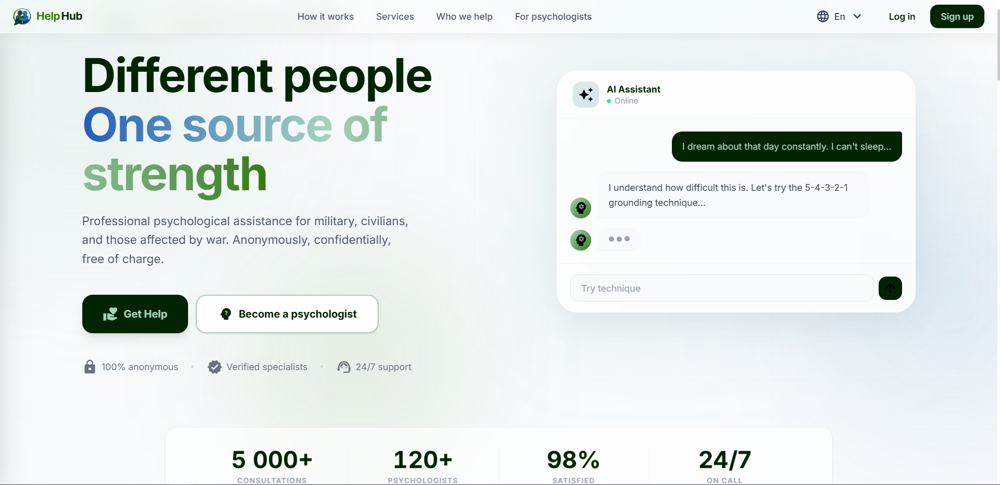 HelpHub
How it works
Services
Who we help
For psychologists
En
Log in
Sign up
Different people
One source of
strength
Professional psychological assistance for military, civilians,
and those affected by war. Anonymously, confidentially,
free of charge.
Get Help
Become a psychologist
100% anonymous
Verified specialists
24/7 support
AI Assistant
Online
I dream about that day constantly. I can't sleep...
I understand how difficult this is. Let's try the 5-4-3-2-1
grounding technique...
Try technique
5 000+
CONSULTATIONS
120+
PSYCHOLOGISTS
98%
SATISFIED
24/7
ON CALL